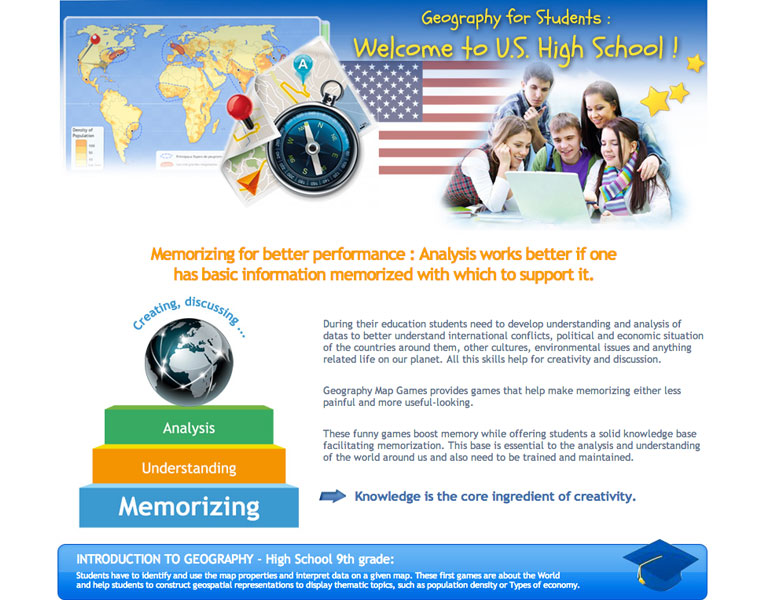 Geography for Students :
Welcome to U.S. High School !
A
Density of
Population
N
E
S
W
Memorizing for better performance : Analysis works better if one
has basic information memorized with which to support it.
Creating, discussing ...
During their education students need to develop understanding and analysis of
datas to better understand international conflicts, political and economic situation
of the countries around them, other cultures, environmental issues and anything
related life on our planet. All this skills help for creativity and discussion.
Geography Map Games provides games that help make memorizing either less
painful and more useful-looking.
These funny games boost memory while offering students a solid knowledge base
facilitating memorization. This base is essential to the analysis and understanding
of the world around us and also need to be trained and maintained.
Analysis
Understanding
Memorizing
Knowledge is the core ingredient of creativity.
INTRODUCTION TO GEOGRAPHY - High School 9th grade:
Students have to identify and use the map properties and interpret data on a given map. These first games are about the World
and help students to construct geospatial representations to display thematic topics, such as population density or Types of economy.